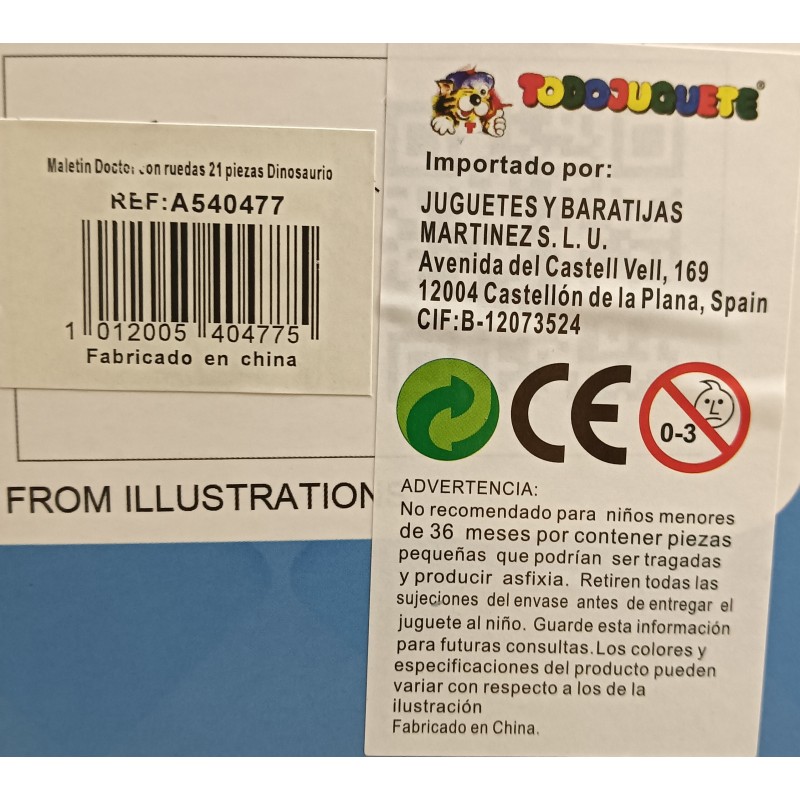 Maletin Doctor con ruedas 21 piezas Dinosaurio
REF:A540477
1 012005 404775
Fabricado en china
FROM ILLUSTRATION
TODOJUGUETE®
Importado por:
JUGUETES Y BARATIJAS
MARTINEZ S. L. U.
Avenida del Castell Vell, 169
12004 Castellón de la Plana, Spain
CIF:B-12073524
CE
0-3
ADVERTENCIA:
No recomendado para niños menores
de 36 meses por contener piezas
pequeñas que podrían ser tragadas
y producir asfixia. Retiren todas las
sujeciones del envase antes de entregar el
juguete al niño. Guarde esta información
para futuras consultas.Los colores y
especificaciones del producto pueden
variar con respecto a los de la
ilustración
Fabricado en China.